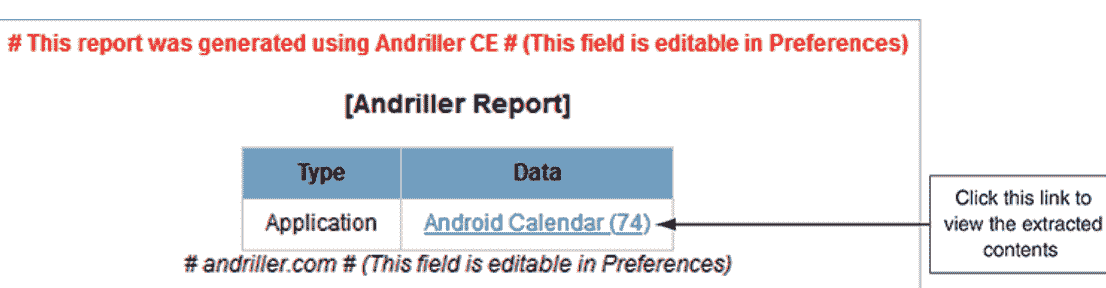 # This report was generated using Andriller CE # (This field is editable in Preferences)
[Andriller Report]
Type Data
Application Android Calendar (74)
Click this link to
view the extracted
contents
# andriller.com # (This field is editable in Preferences)